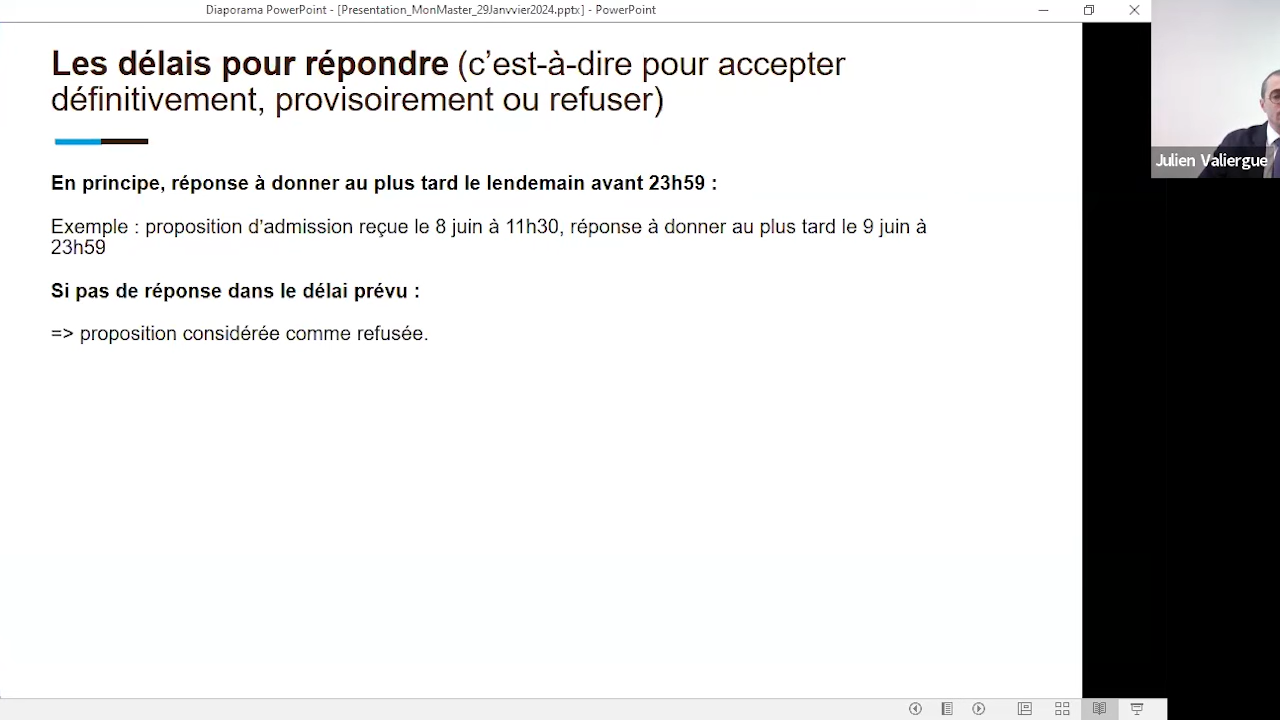 Diaporama PowerPoint - [Presentation_MonMaster_29Janvvier2024.pptx] - PowerPoint
Les délais pour répondre (c’est-à-dire pour accepter
définitivement, provisoirement ou refuser)
Julien Valiergue
En principe, réponse à donner au plus tard le lendemain avant 23h59 :
Exemple : proposition d’admission reçue le 8 juin à 11h30, réponse à donner au plus tard le 9 juin à
23h59
Si pas de réponse dans le délai prévu :
=> proposition considérée comme refusée.